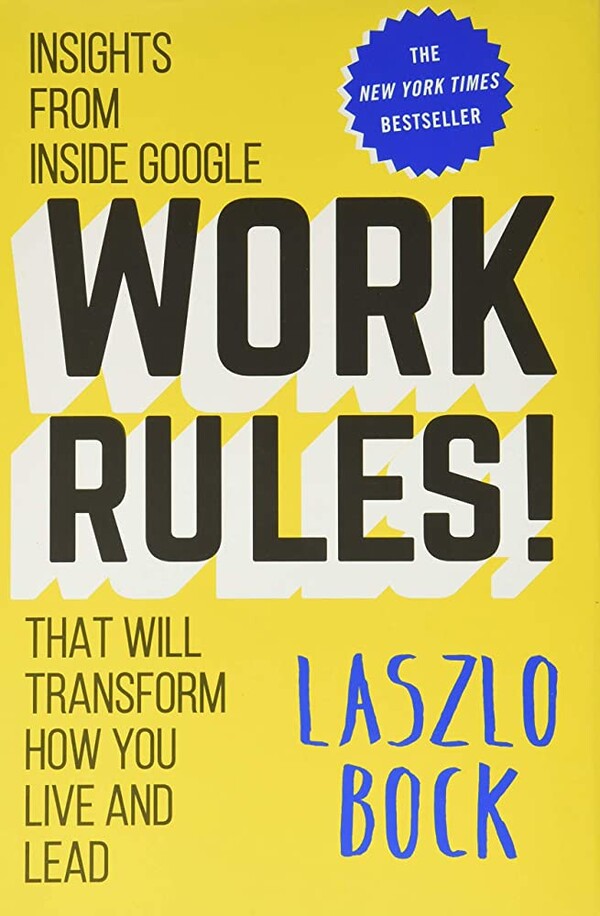 INSIGHTS
FROM
INSIDE GOOGLE
THE
NEW YORK TIMES
BESTSELLER
WORK
RULES!
THAT WILL
TRANSFORM
HOW YOU
LIVE AND
LEAD
LASZLO
BOCK